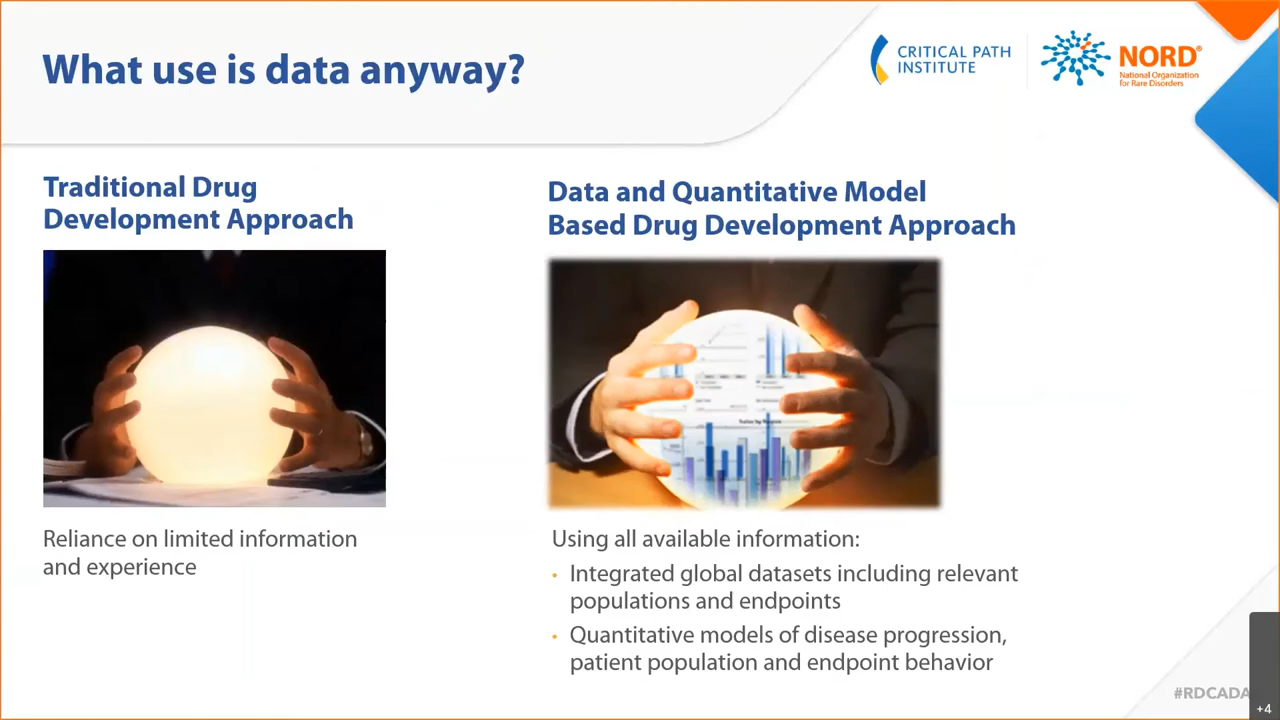 What use is data anyway?
CRITICAL PATH
INSTITUTE
NORD®
National Organization
for Rare Disorders
Traditional Drug
Development Approach
Reliance on limited information
and experience
Data and Quantitative Model
Based Drug Development Approach
Using all available information:
• Integrated global datasets including relevant
populations and endpoints
• Quantitative models of disease progression,
patient population and endpoint behavior
#RDCADA
+4